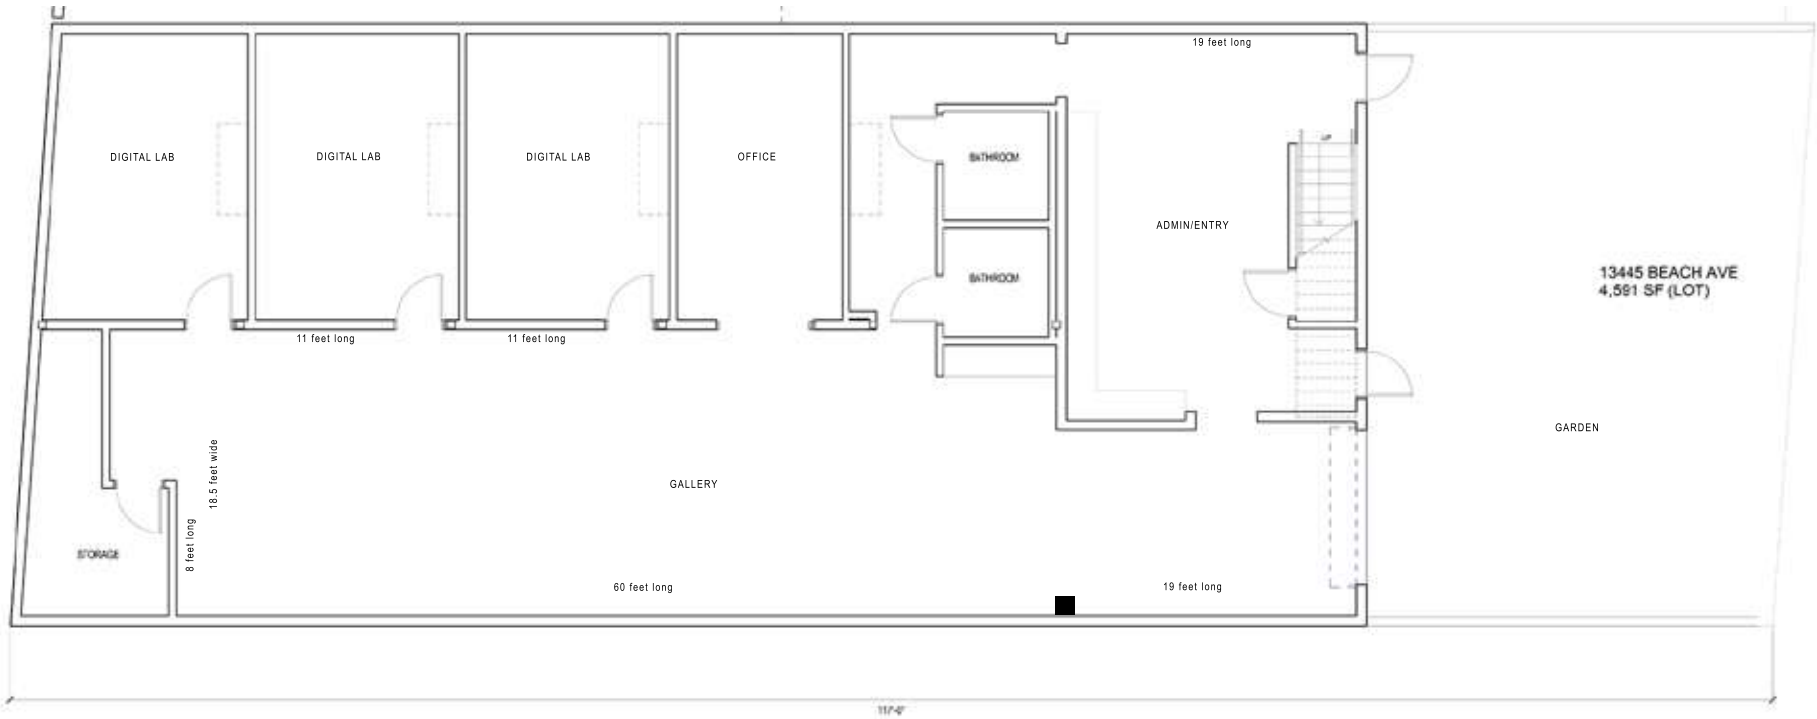 19 feet long
DIGITAL LAB
DIGITAL LAB
DIGITAL LAB
OFFICE
BATHROOM
UP
ADMIN/ENTRY
BATHROOM
13445 BEACH AVE
4,591 SF (LOT)
11 feet long
11 feet long
GARDEN
18.5 feet wide
GALLERY
8 feet long
STORAGE
60 feet long
19 feet long
117'-0"